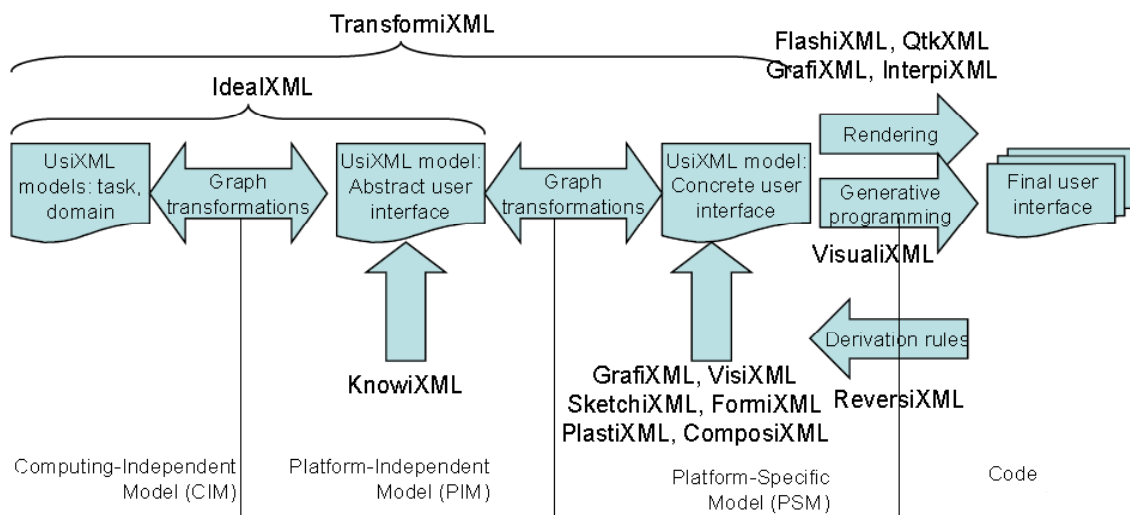 TransformiXML
FlashiXML, QtkXML
GrafiXML, InterpiXML
IdealXML
Rendering
UsiXML
models: task,
domain
Graph
transformations
UsiXML model:
Abstract user
interface
Graph
transformations
UsiXML model:
Concrete user
interface
Generative
programming
Final user
interface
VisualiXML
Derivation rules
KnowiXML
GrafiXML, VisiXML
SketchiXML, FormiXML
PlastiXML, ComposiXML
ReversiXML
Computing-Independent
Model (CIM)
Platform-Independent
Model (PIM)
Platform-Specific
Model (PSM)
Code